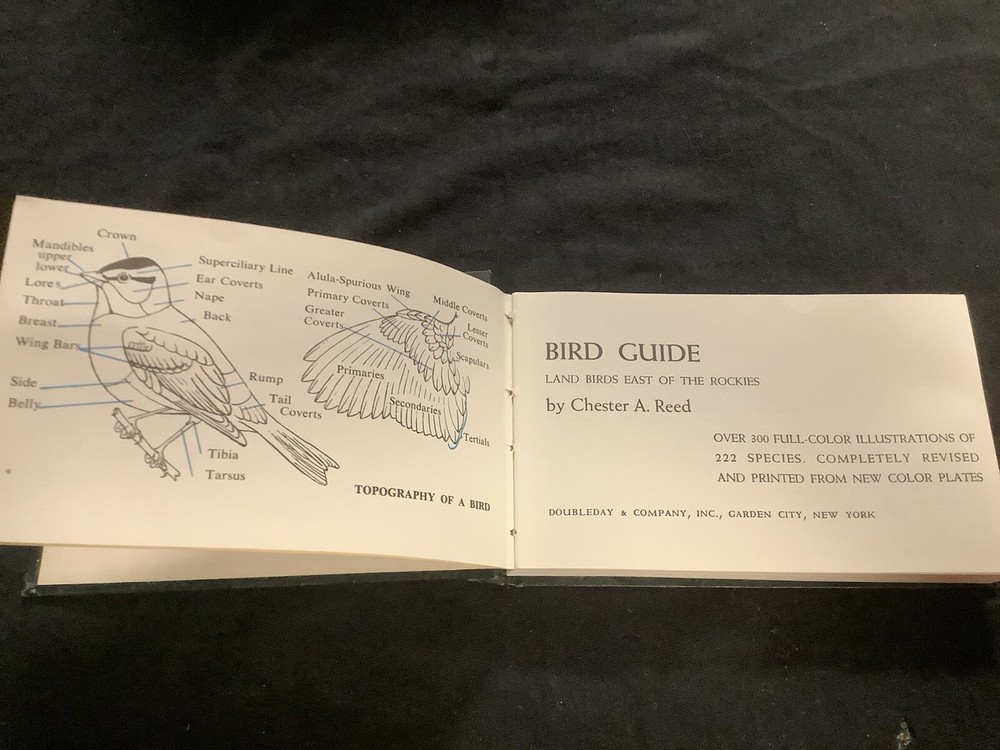 Crown
Mandibles
upper
lower
Lores
Throat
Breast
Wing Bars
Side
Belly
Superciliary Line
Ear Coverts
Nape
Back
Rump
Tail
Coverts
Tibia
Tarsus
Alula-Spurious Wing
Primary Coverts
Greater
Coverts
Middle Coverts
Lesser
Coverts
Scapulars
Primaries
Secondaries
Tertials
TOPOGRAPHY OF A BIRD
BIRD GUIDE
LAND BIRDS EAST OF THE ROCKIES
by Chester A. Reed
OVER 300 FULL-COLOR ILLUSTRATIONS OF
222 SPECIES. COMPLETELY REVISED
AND PRINTED FROM NEW COLOR PLATES
DOUBLEDAY & COMPANY, INC., GARDEN CITY, NEW YORK